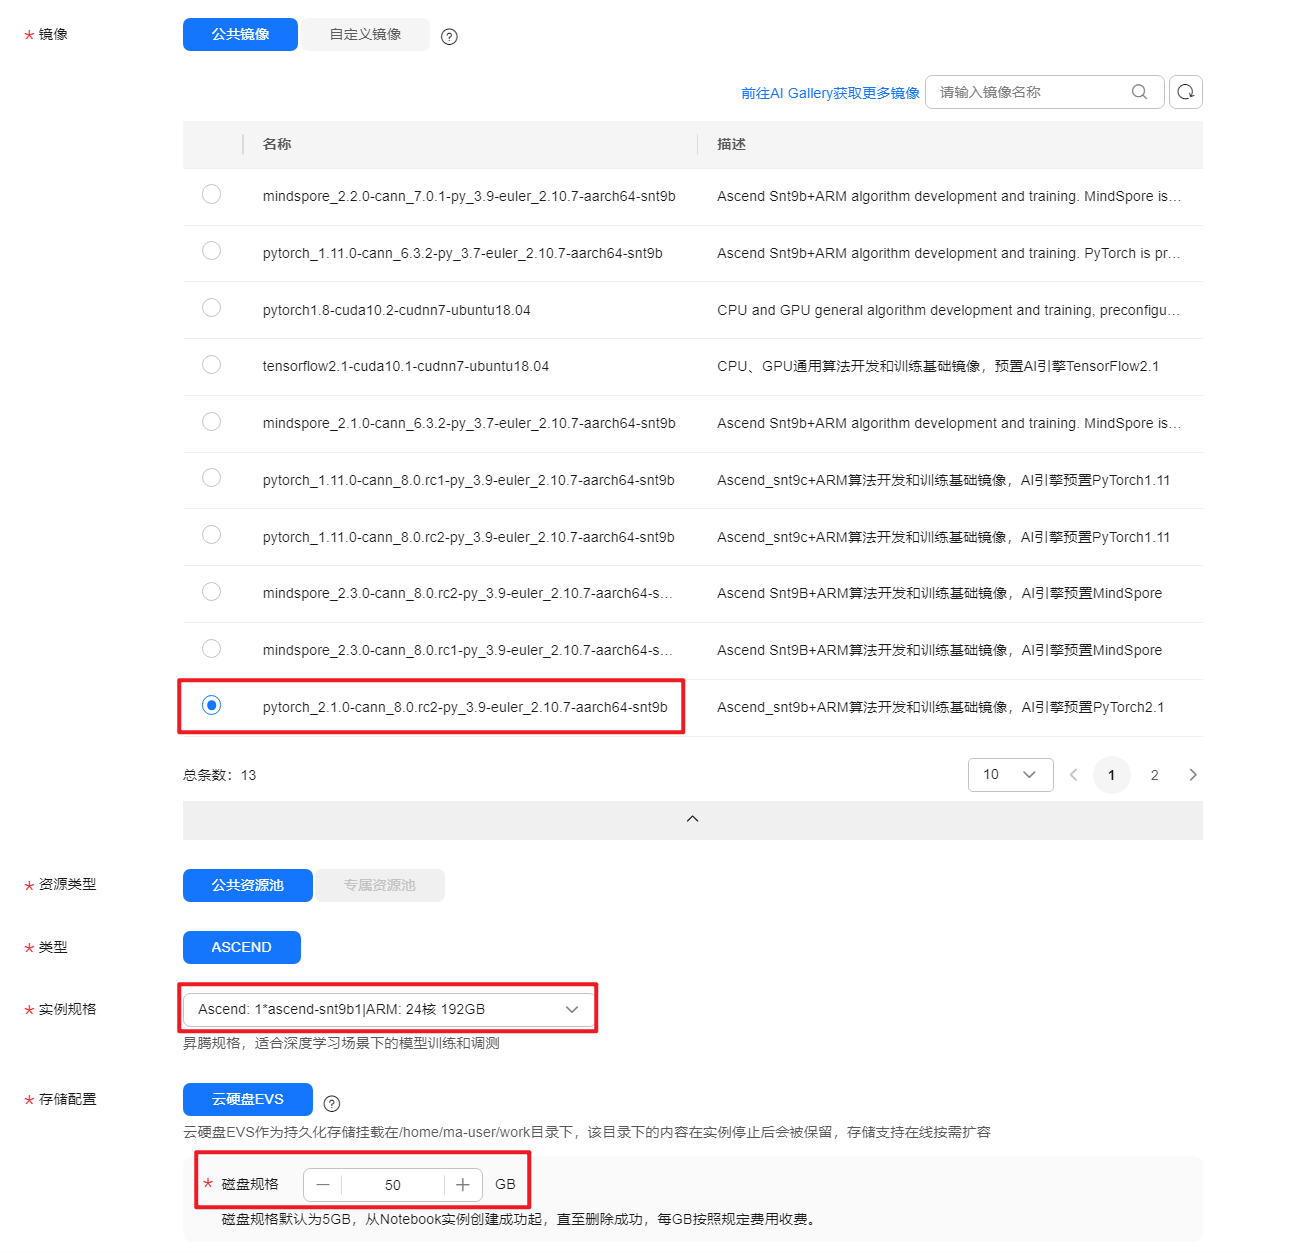 * 镜像 公共镜像 自定义镜像 ?
前往AI Gallery获取更多镜像 请输入镜像名称
名称 描述
mindspore_2.2.0-cann_7.0.1-py_3.9-euler_2.10.7-aarch64-snt9b Ascend Snt9b+ARM algorithm development and training. MindSpore is...
pytorch_1.11.0-cann_6.3.2-py_3.7-euler_2.10.7-aarch64-snt9b Ascend Snt9b+ARM algorithm development and training. PyTorch is pr...
pytorch1.8-cuda10.2-cudnn7-ubuntu18.04 CPU and GPU general algorithm development and training, preconfigu...
tensorflow2.1-cuda10.1-cudnn7-ubuntu18.04 CPU、GPU通用算法开发和训练基础镜像，预置AI引擎TensorFlow2.1
mindspore_2.1.0-cann_6.3.2-py_3.7-euler_2.10.7-aarch64-snt9b Ascend Snt9b+ARM algorithm development and training. MindSpore is...
pytorch_1.11.0-cann_8.0.rc1-py_3.9-euler_2.10.7-aarch64-snt9b Ascend_snt9c+ARM算法开发和训练基础镜像，AI引擎预置PyTorch1.11
pytorch_1.11.0-cann_8.0.rc2-py_3.9-euler_2.10.7-aarch64-snt9b Ascend_snt9c+ARM算法开发和训练基础镜像，AI引擎预置PyTorch1.11
mindspore_2.3.0-cann_8.0.rc2-py_3.9-euler_2.10.7-aarch64-s... Ascend Snt9B+ARM算法开发和训练基础镜像，AI引擎预置MindSpore
mindspore_2.3.0-cann_8.0.rc1-py_3.9-euler_2.10.7-aarch64-s... Ascend Snt9B+ARM算法开发和训练基础镜像，AI引擎预置MindSpore
pytorch_2.1.0-cann_8.0.rc2-py_3.9-euler_2.10.7-aarch64-snt9b Ascend_snt9b+ARM算法开发和训练基础镜像，AI引擎预置PyTorch2.1
总条数：13 10 < 1 2 >
* 资源类型 公共资源池 专属资源池
* 类型 ASCEND
* 实例规格 Ascend: 1*ascend-snt9b1|ARM: 24核 192GB
昇腾规格，适合深度学习场景下的模型训练和调测
* 存储配置 云硬盘EVS ?
云硬盘EVS作为持久化存储挂载在/home/ma-user/work目录下，该目录下的内容在实例停止后会被保留，存储支持在线按需扩容
* 磁盘规格 — 50 + GB
磁盘规格默认为5GB，从Notebook实例创建成功起，直至删除成功，每GB按照规定费用收费。